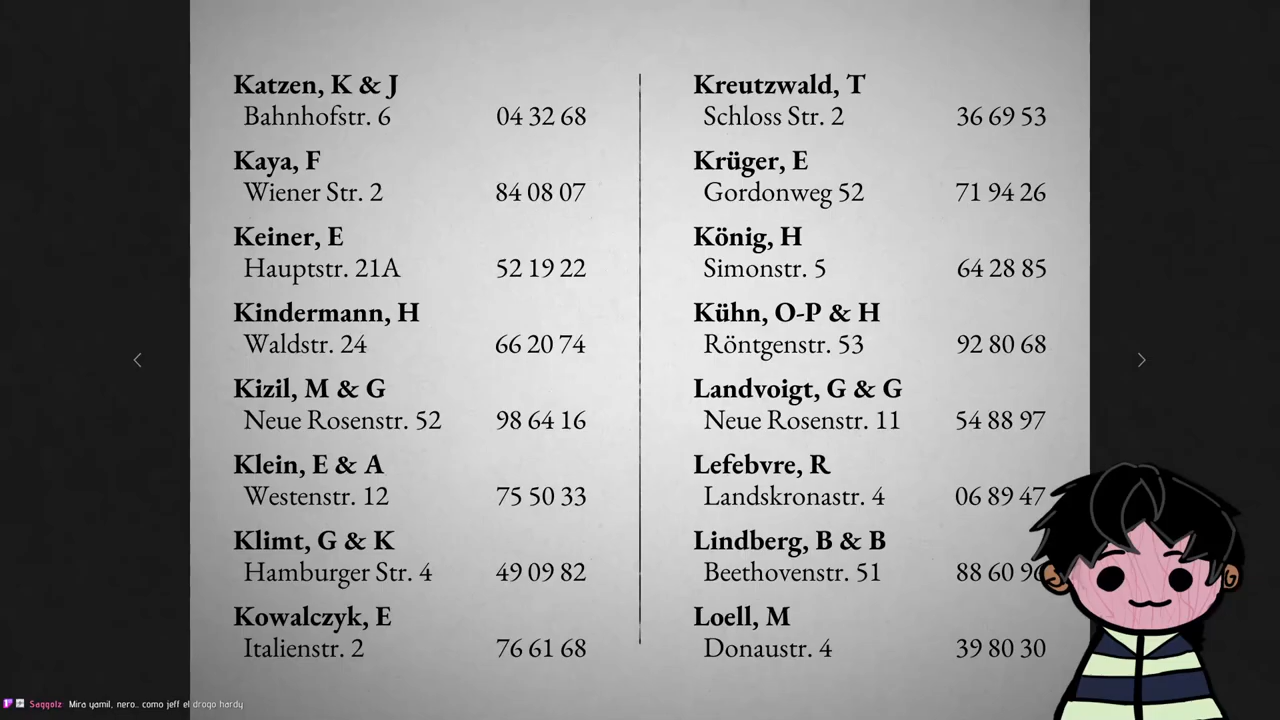 Katzen, K & J
Bahnhofstr. 6 04 32 68
Kaya, F
Wiener Str. 2 84 08 07
Keiner, E
Hauptstr. 21A 52 19 22
Kindermann, H
Waldstr. 24 66 20 74
Kizil, M & G
Neue Rosenstr. 52 98 64 16
Klein, E & A
Westenstr. 12 75 50 33
Klimt, G & K
Hamburger Str. 4 49 09 82
Kowalczyk, E
Italienstr. 2 76 61 68
Kreutzwald, T
Schloss Str. 2 36 69 53
Krüger, E
Gordonweg 52 71 94 26
König, H
Simonstr. 5 64 28 85
Kühn, O-P & H
Röntgenstr. 53 92 80 68
Landvoigt, G & G
Neue Rosenstr. 11 54 88 97
Lefebvre, R
Landskronastr. 4 06 89 47
Lindberg, B & B
Beethovenstr. 51 88 60
Loell, M
Donaustr. 4 39 80 30
Saggolz: Mira yamil, nero.. como jeff el drogo hardy